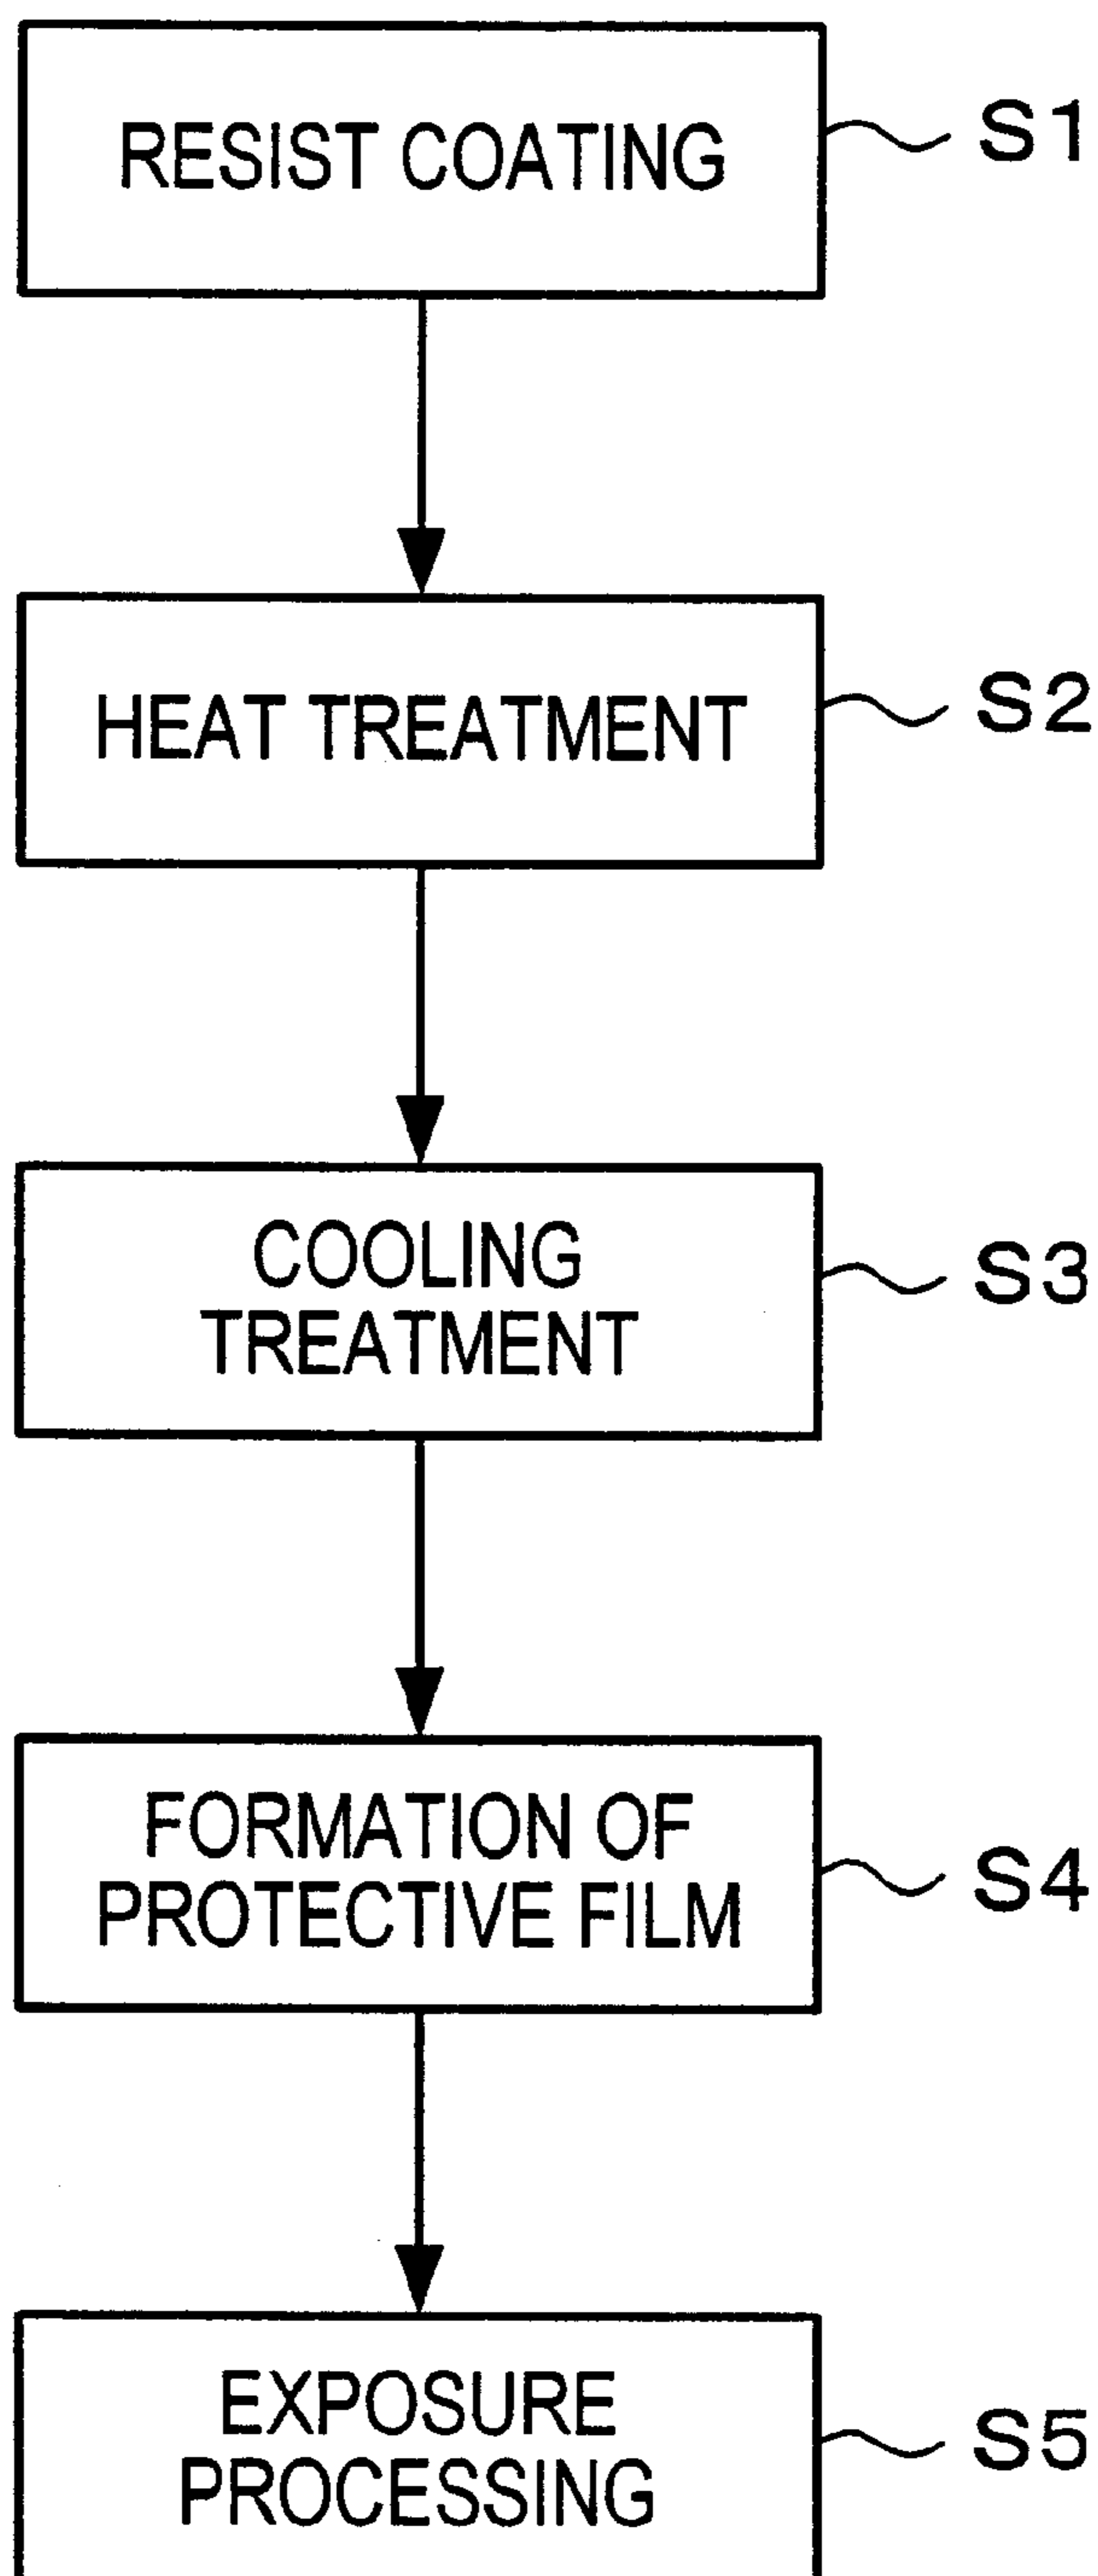 RESIST COATING
S1
HEAT TREATMENT
S2
COOLING
TREATMENT
S3
FORMATION OF
PROTECTIVE FILM
S4
EXPOSURE
PROCESSING
S5